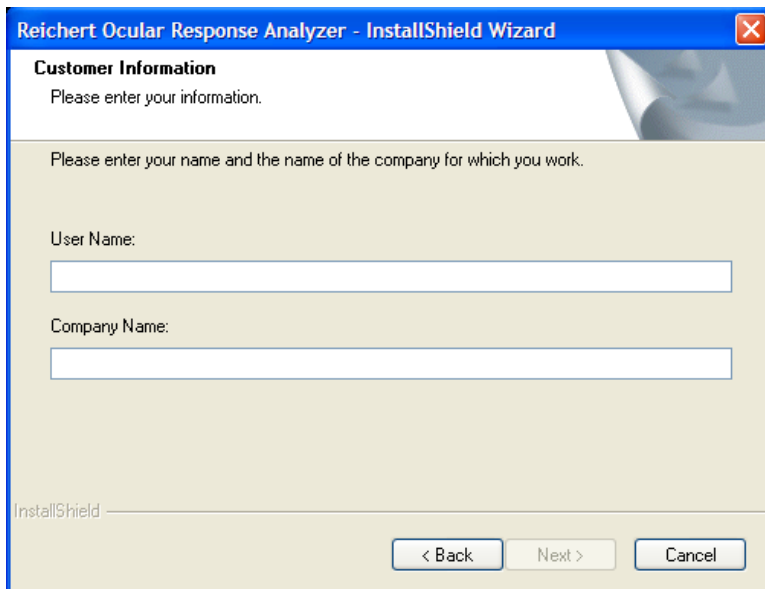 Reichert Ocular Response Analyzer - InstallShield Wizard
Customer Information
Please enter your information.
Please enter your name and the name of the company for which you work.
User Name:
Company Name:
InstallShield
< Back Next > Cancel